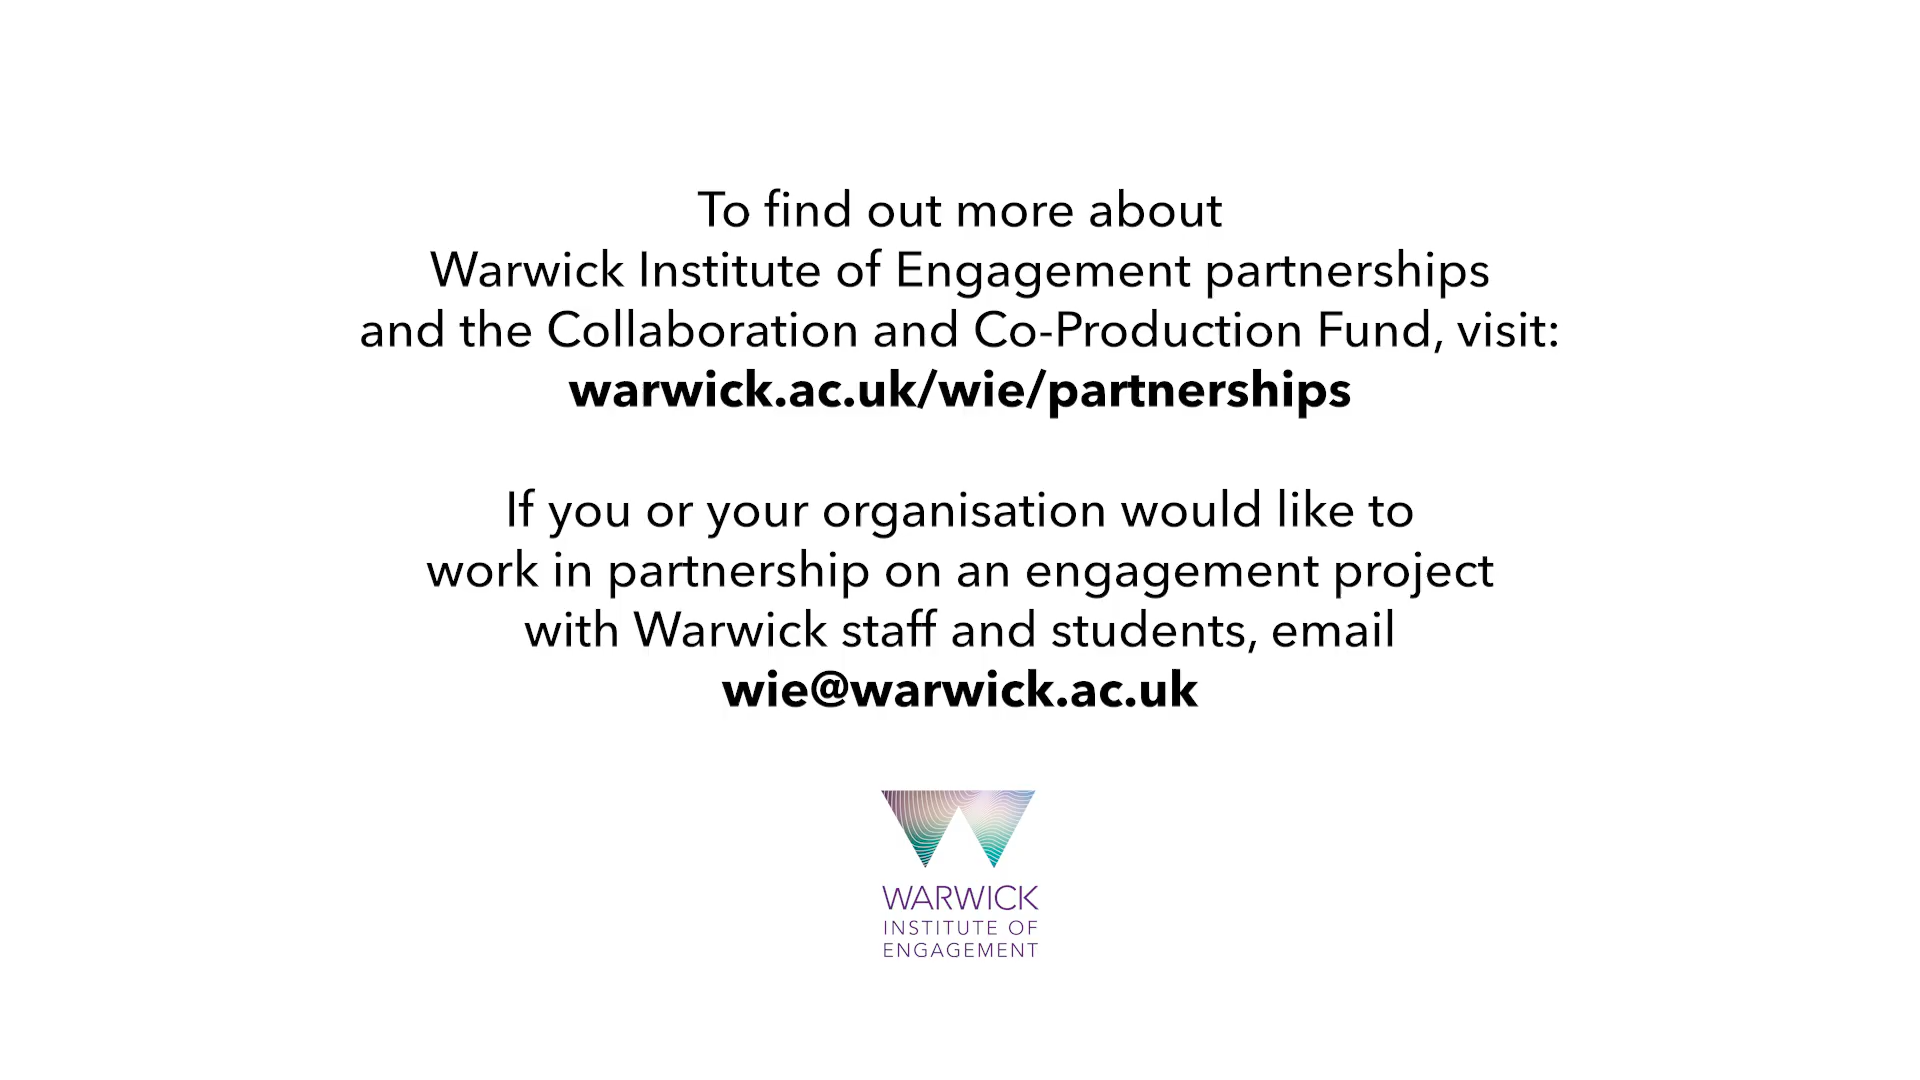 To find out more about
Warwick Institute of Engagement partnerships
and the Collaboration and Co-Production Fund, visit:
warwick.ac.uk/wie/partnerships
If you or your organisation would like to
work in partnership on an engagement project
with Warwick staff and students, email
wie@warwick.ac.uk
WARWICK
INSTITUTE OF
ENGAGEMENT